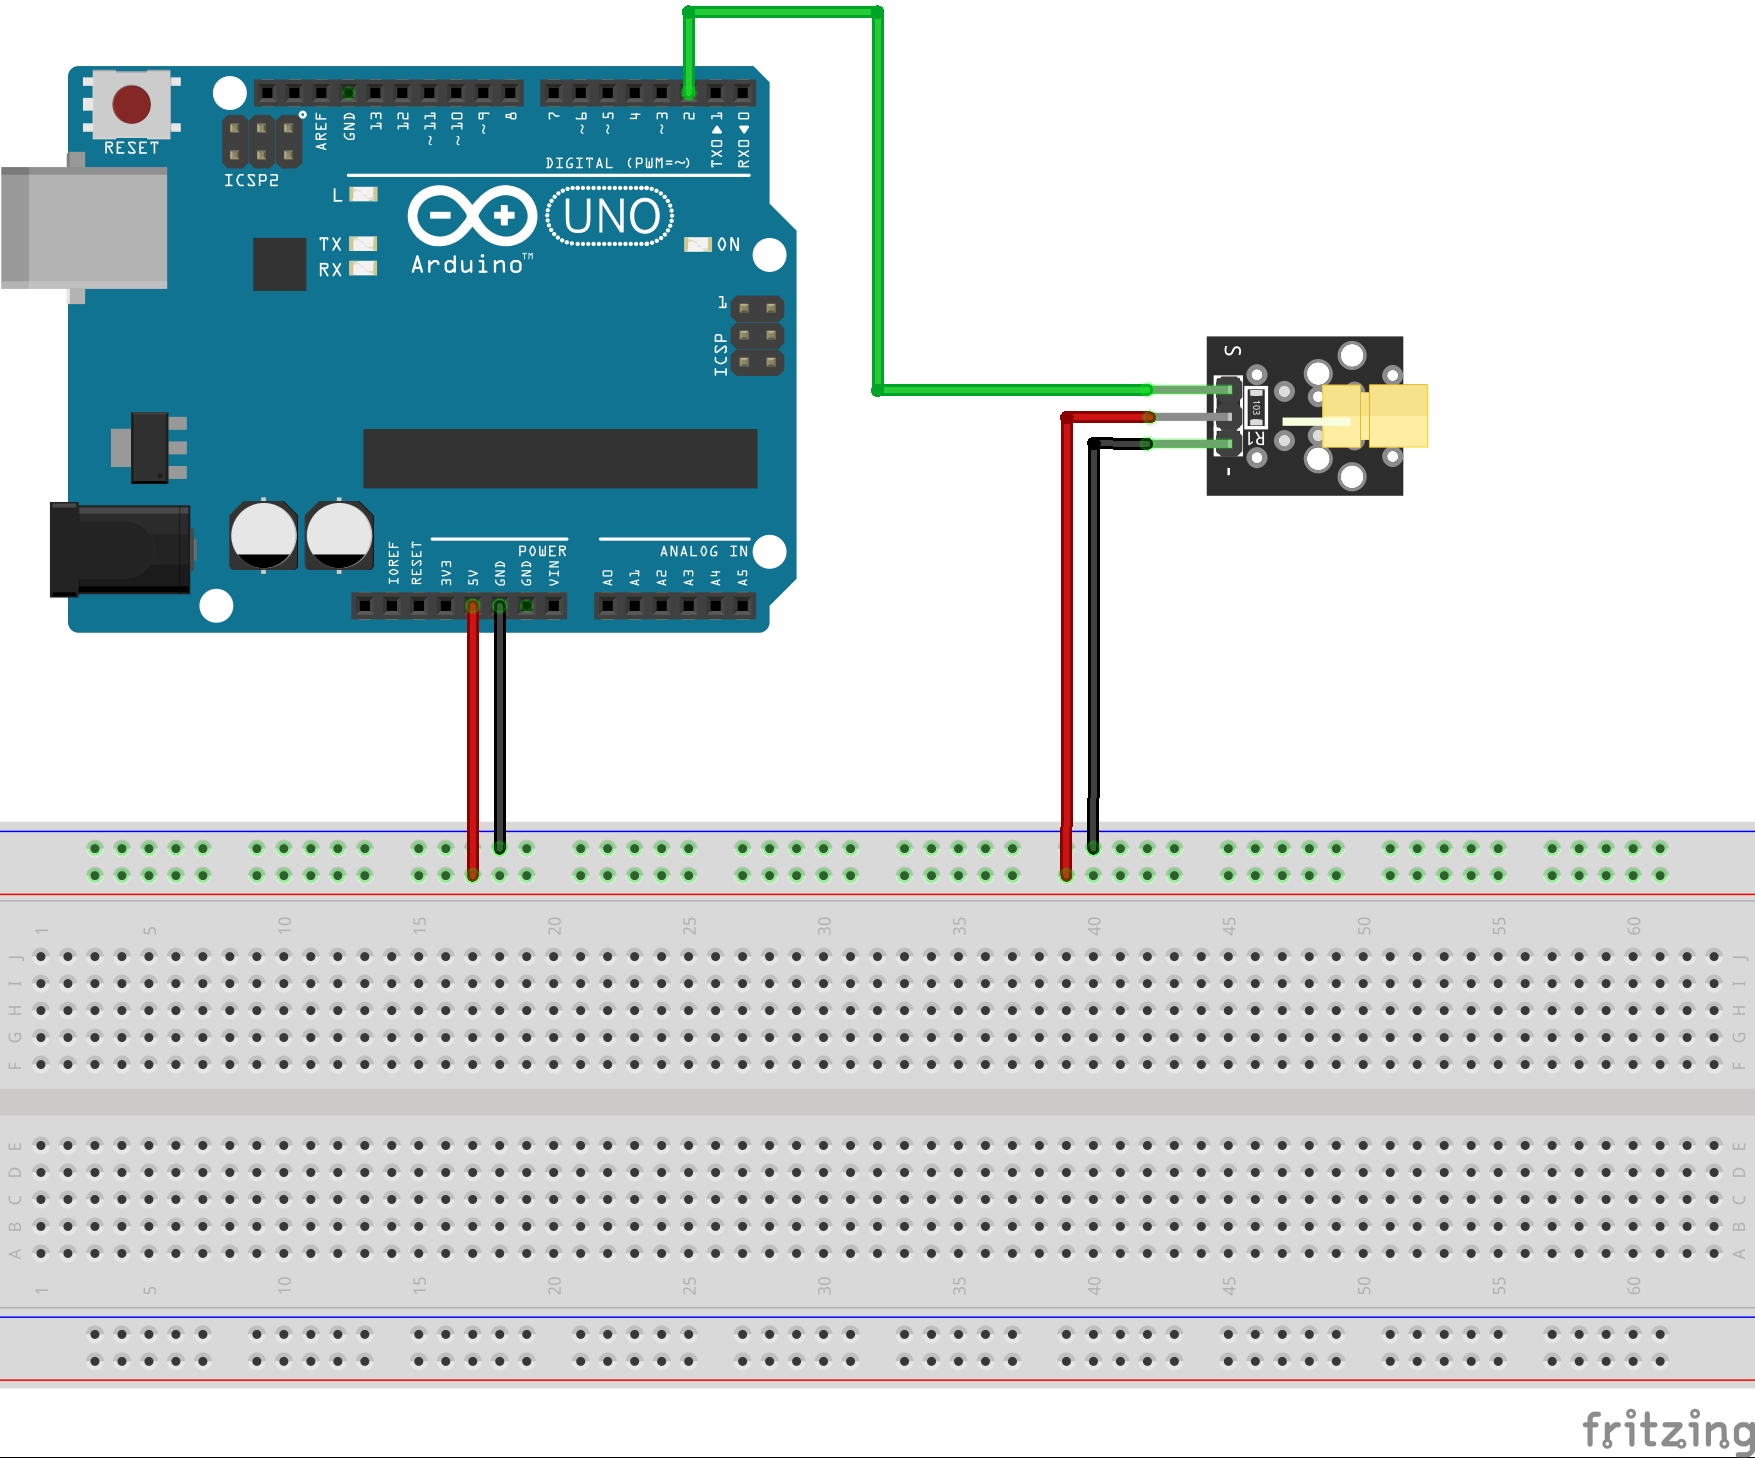 RESET
ICSP2
AREF
GND
13
12
~11
~10
~9
8
7
~6
~5
4
~3
2
TX0▶1
RX0◀0
DIGITAL (PWM=~)
L
TX
RX
UNO
Arduino™
ON
1
ICSP
IOREF
RESET
3V3
5V
GND
GND
VIN
POWER
A0
A1
A2
A3
A4
A5
ANALOG IN
S
103
R1
-
1 5 10 15 20 25 30 35 40 45 50 55 60
J J
I I
H H
G G
F F
E E
D D
C C
B B
A A
1 5 10 15 20 25 30 35 40 45 50 55 60
fritzing